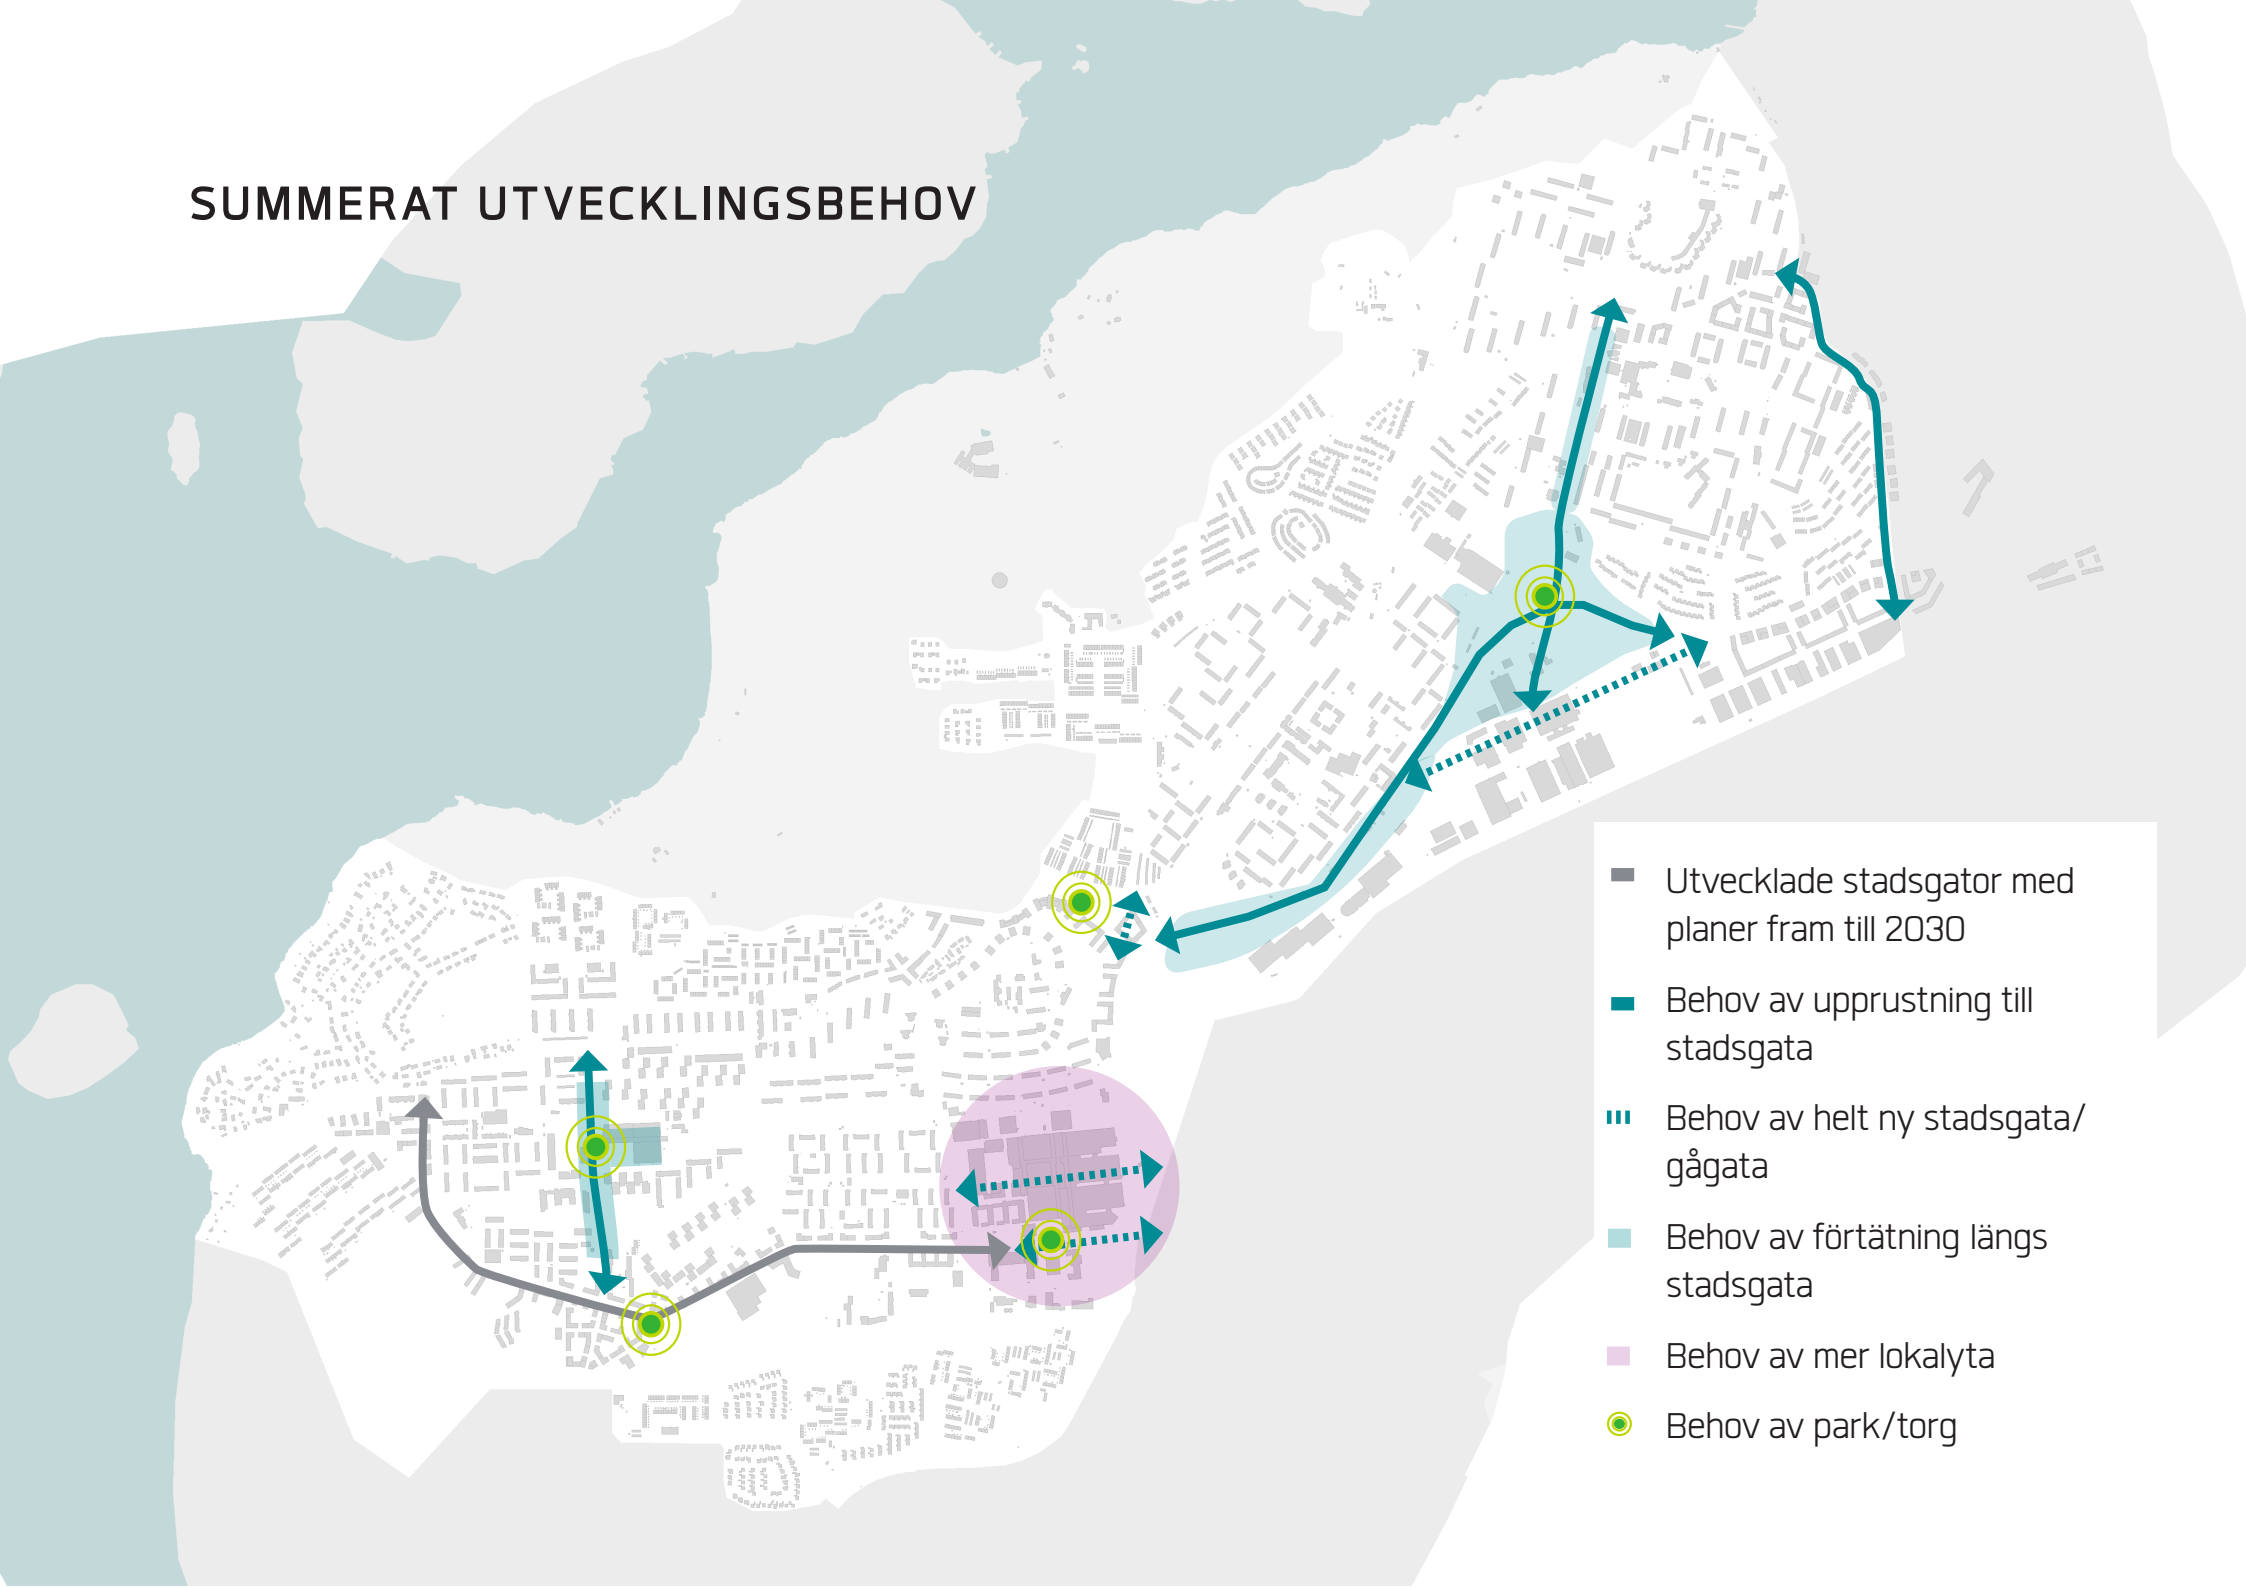 SUMMERAT UTVECKLINGSBEHOV
Utvecklade stadsgator med
planer fram till 2030
Behov av upprustning till
stadsgata
Behov av helt ny stadsgata/
gågata
Behov av förtätning längs
stadsgata
Behov av mer lokalyta
Behov av park/torg